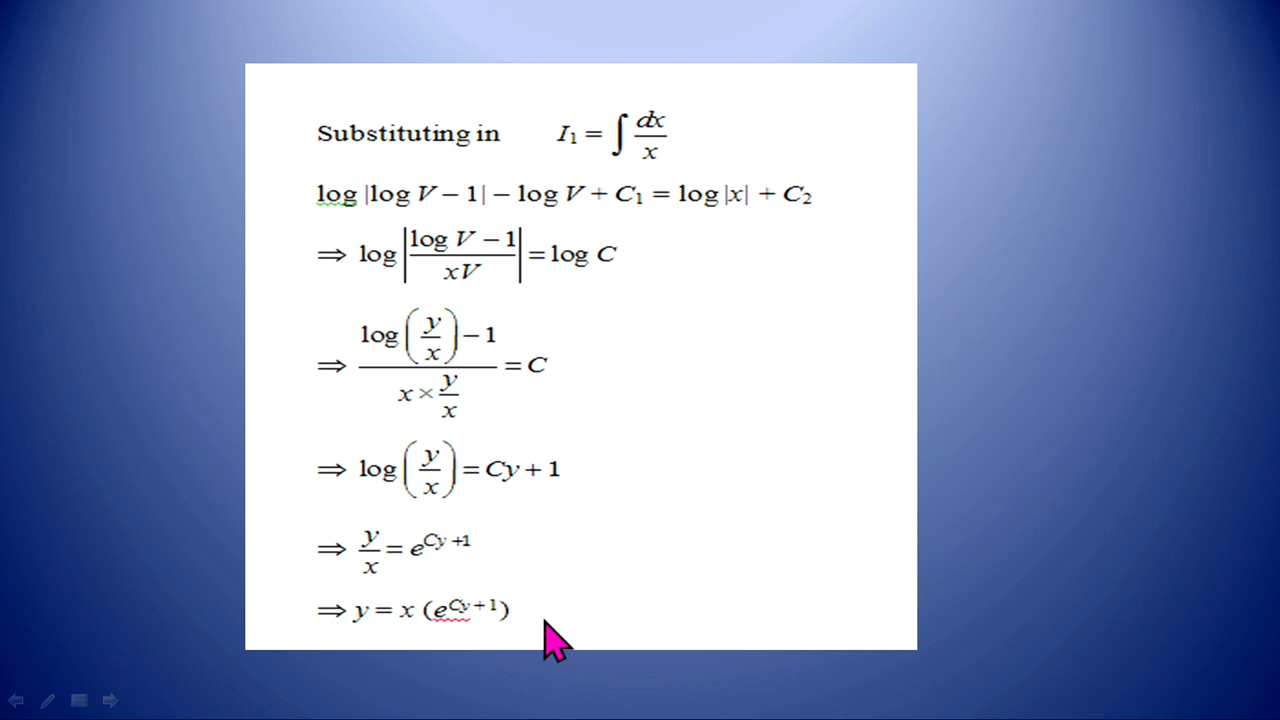 Substituting in I₁ = ∫ dx/x
log |log V − 1| − log V + C₁ = log |x| + C₂
⇒ log |(log V − 1)/(xV)| = log C
⇒ (log(y/x) − 1)/(x × y/x) = C
⇒ log(y/x) = Cy + 1
⇒ y/x = e^(Cy +1)
⇒ y = x (e^(Cy + 1))